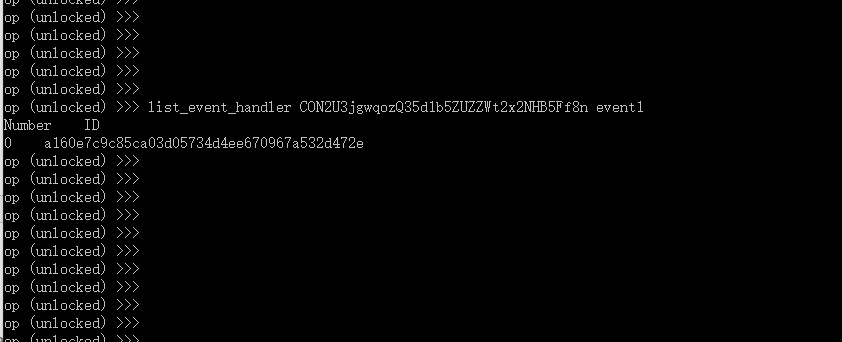 op (unlocked) >>>
op (unlocked) >>>
op (unlocked) >>>
op (unlocked) >>>
op (unlocked) >>>
op (unlocked) >>>
op (unlocked) >>> list_event_handler CON2U3jgwqozQ35d1b5ZUZZWt2x2NHB5Ff8n event1
Number    ID
0    a160e7c9c85ca03d05734d4ee670967a532d472e
op (unlocked) >>>
op (unlocked) >>>
op (unlocked) >>>
op (unlocked) >>>
op (unlocked) >>>
op (unlocked) >>>
op (unlocked) >>>
op (unlocked) >>>
op (unlocked) >>>
op (unlocked) >>>
op (unlocked) >>>